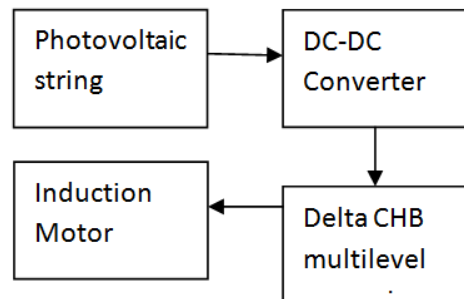 Photovoltaic
string
DC-DC
Converter
Induction
Motor
Delta CHB
multilevel